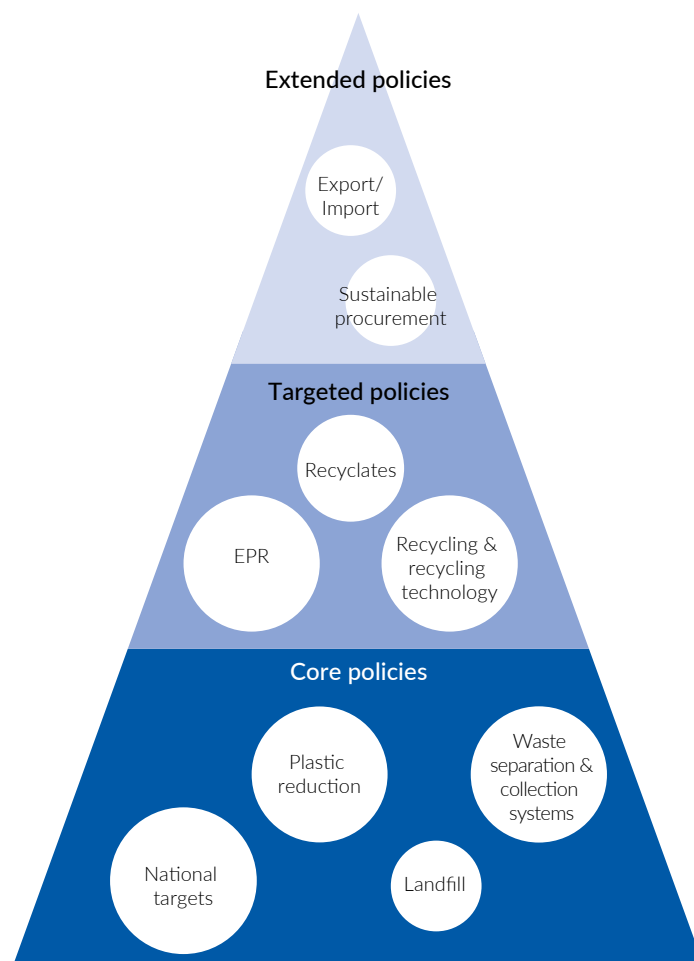 Extended policies
Export/
Import
Sustainable
procurement
Targeted policies
Recyclates
EPR
Recycling &
recycling
technology
Core policies
Plastic
reduction
Waste
separation &
collection
systems
National
targets
Landfill